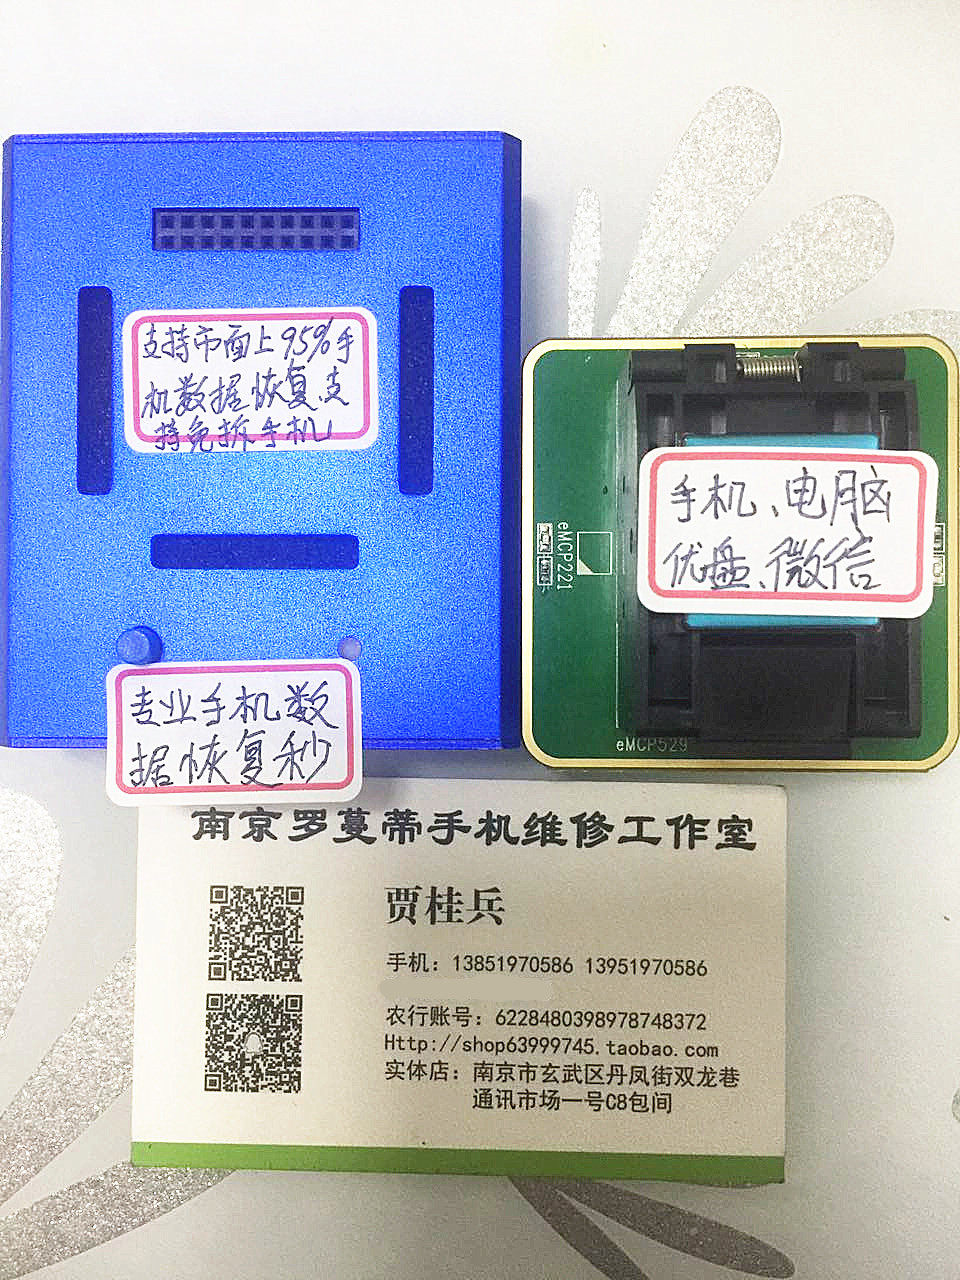 支持市面上95%手
机数据恢复.支
持免拆手机
手机、电脑
优盘、微信
eMCP221
eMCP529
专业手机数
据恢复秒
南京罗蔓蒂手机维修工作室
贾桂兵
手机：13851970586 13951970586
农行账号：6228480398978748372
Http://shop63999745.taobao.com
实体店：南京市玄武区丹凤街双龙巷
通讯市场一号C8包间